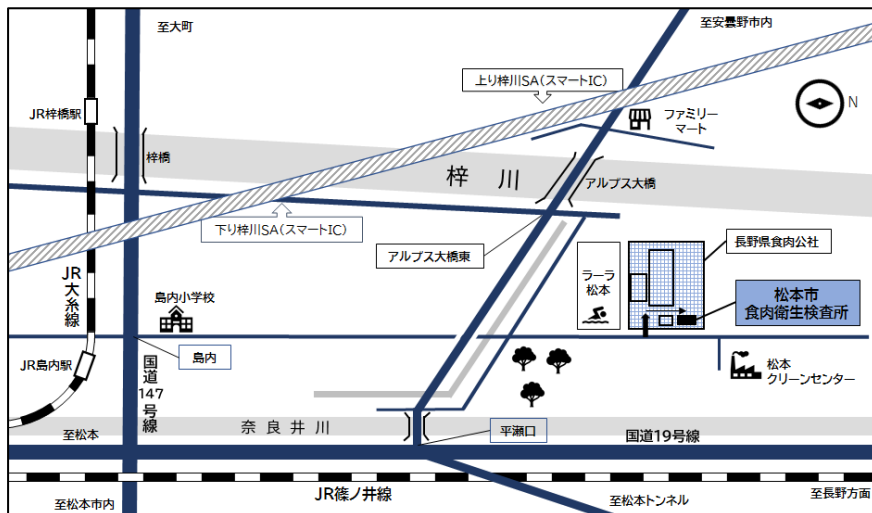 至大町
至安曇野市内
上り梓川SA（スマートIC）
N
JR梓橋駅
ファミリー
マート
梓橋
梓 川
アルプス大橋
下り梓川SA（スマートIC）
アルプス大橋東
長野県食肉公社
JR大糸線
ラーラ
松本
島内小学校
松本市
食肉衛生検査所
JR島内駅
島内
国道147号線
松本
クリーンセンター
至松本
奈良井川
平瀬口
国道19号線
至松本市内
JR篠ノ井線
至松本トンネル
至長野方面